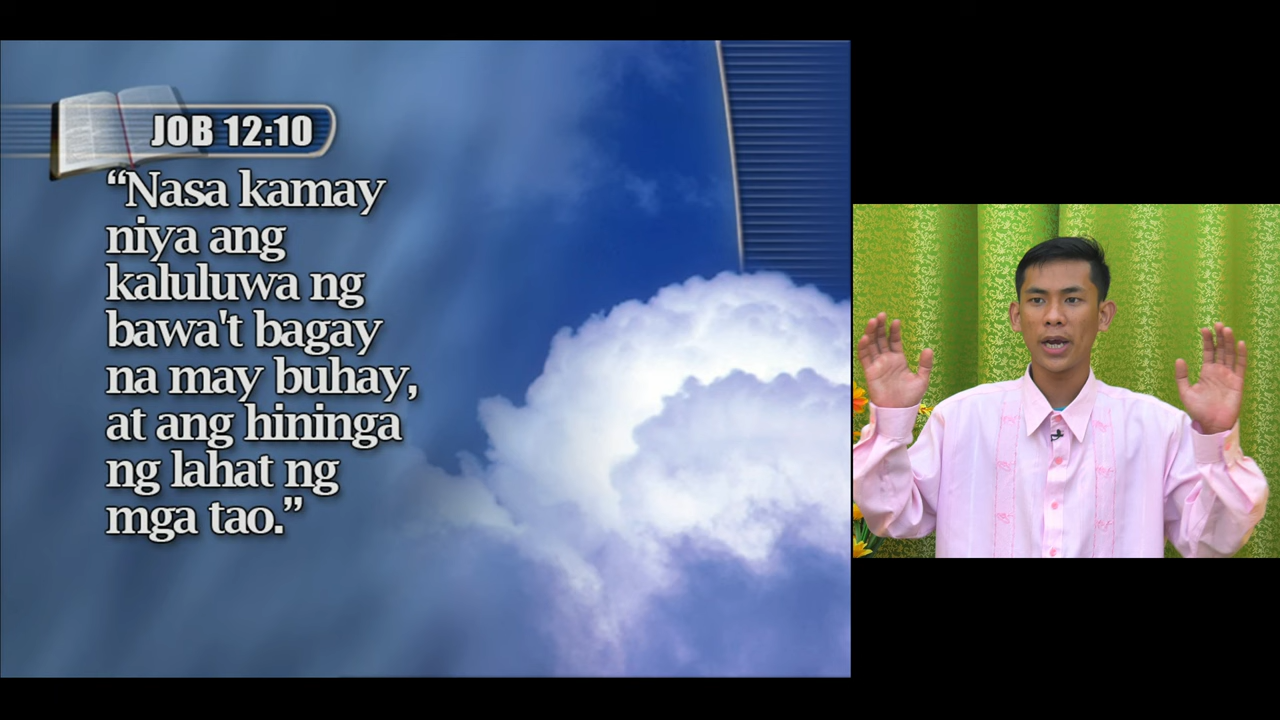 JOB 12:10
“Nasa kamay
niya ang
kaluluwa ng
bawa't bagay
na may buhay,
at ang hininga
ng lahat ng
mga tao.”